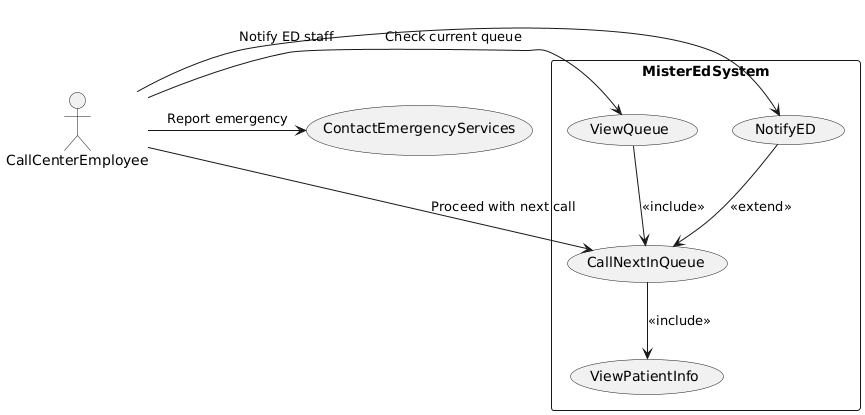 Notify ED staff
Check current queue
MisterEdSystem
Report emergency
ContactEmergencyServices
ViewQueue
NotifyED
CallCenterEmployee
Proceed with next call
«include»
«extend»
CallNextInQueue
«include»
ViewPatientInfo